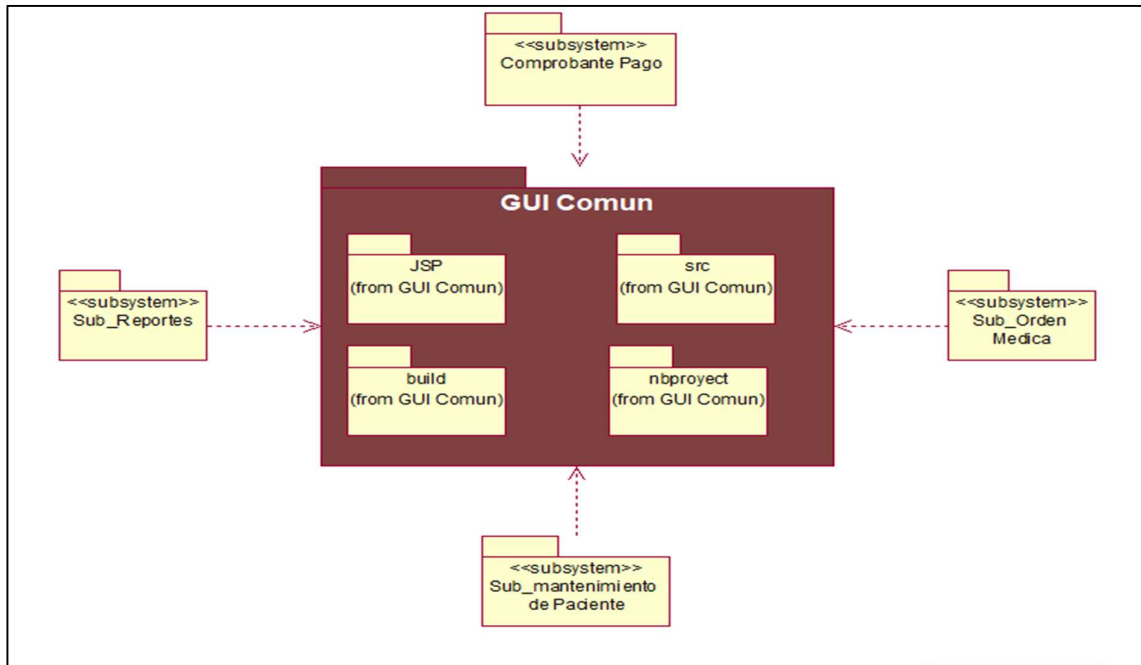 <<subsystem>>
Comprobante Pago
GUI Comun
JSP
(from GUI Comun)
src
(from GUI Comun)
<<subsystem>>
Sub_Reportes
<<subsystem>>
Sub_Orden
Medica
build
(from GUI Comun)
nbproyect
(from GUI Comun)
<<subsystem>>
Sub_mantenimiento
de Paciente